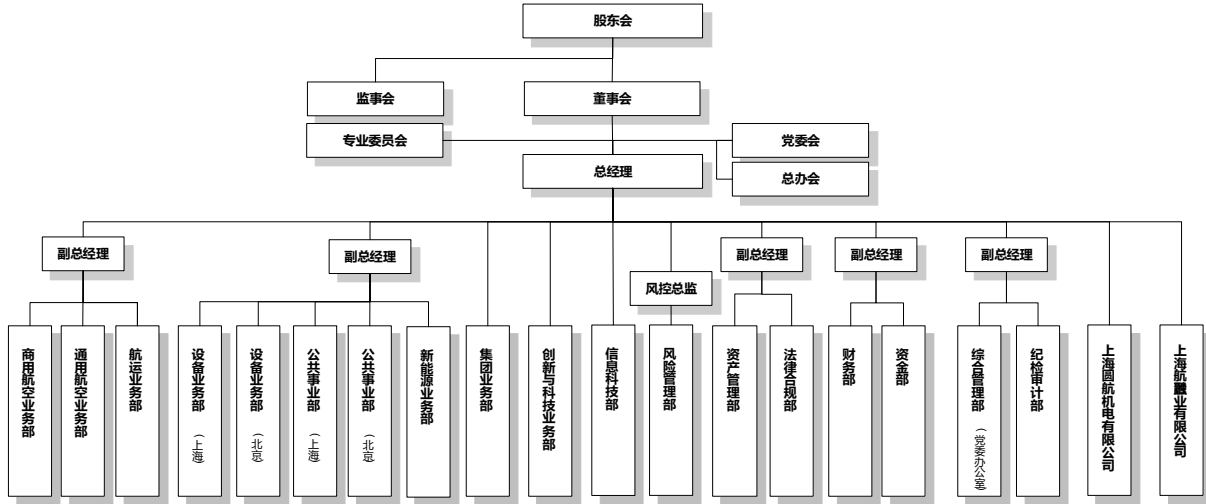 股东会
监事会
董事会
专业委员会
党委会
总经理
总办会
副总经理
副总经理
副总经理
副总经理
副总经理
风控总监
商用航空业务部
通用航空业务部
航运业务部
设备业务部（上海）
设备业务部（北京）
公共事业部（上海）
公共事业部（北京）
新能源业务部
集团业务部
创新与科技业务部
信息科技部
风险管理部
资产管理部
法律合规部
财务部
资金部
综合管理部（党委办公室）
纪检审计部
上海圆航机电有限公司
上海航融业有限公司